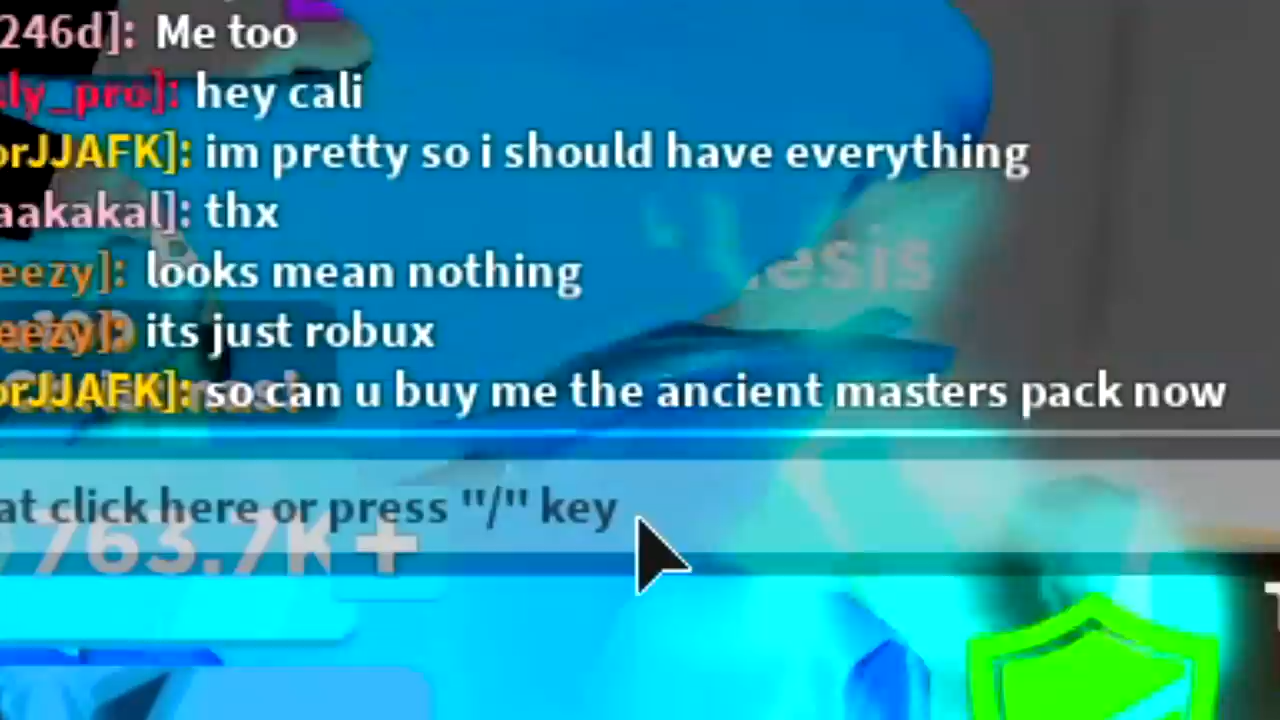 246d]: Me too
ly_pro]: hey cali
orJJAFK]: im pretty so i should have everything
aakakal]: thx
eezy]: looks mean nothing
eezy]: its just robux
orJJAFK]: so can u buy me the ancient masters pack now
at click here or press "/" key
763.7K +